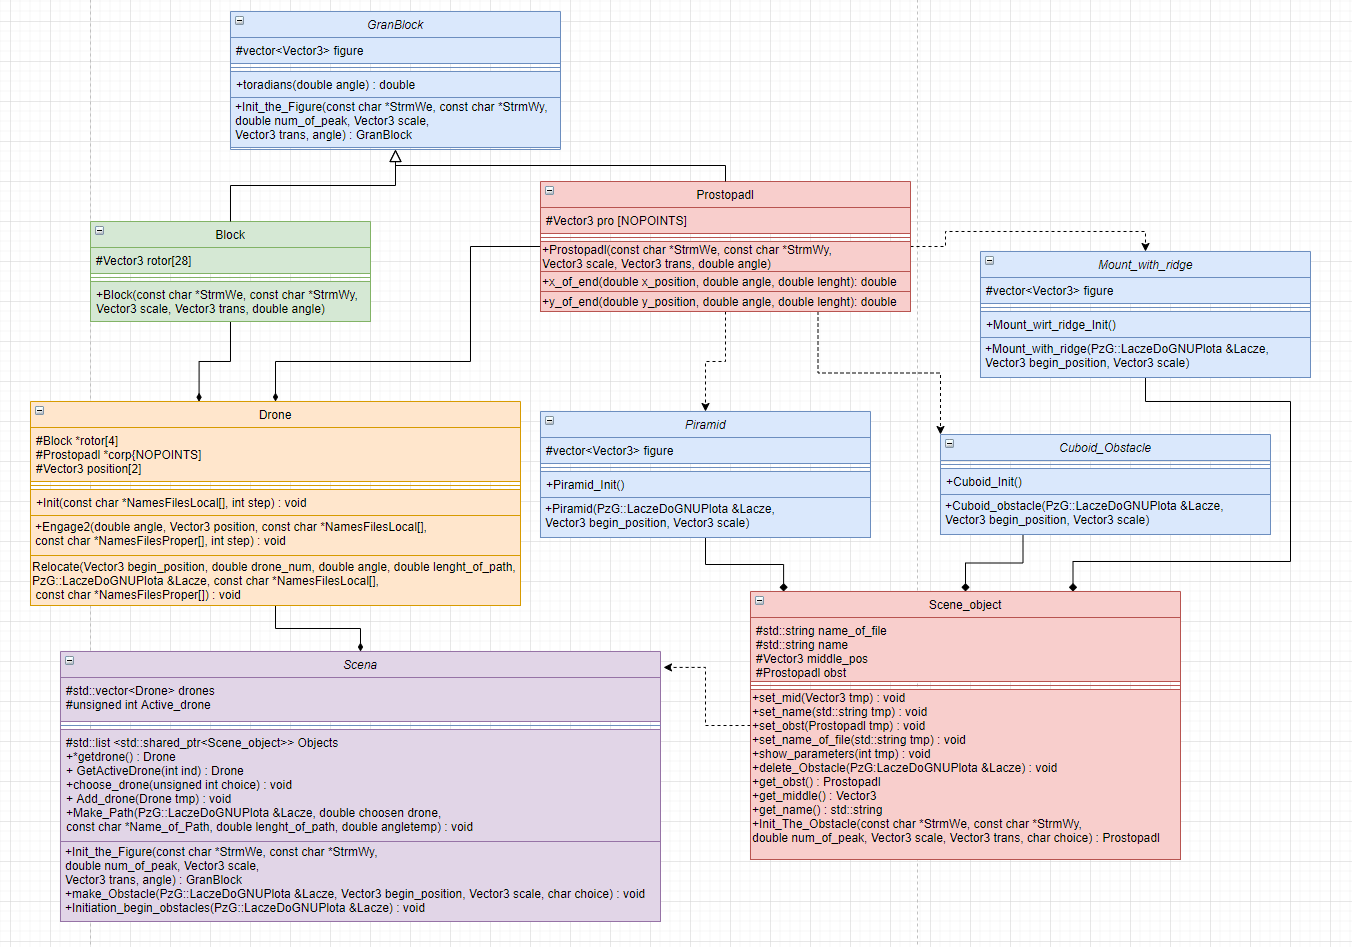 GranBlock
#vector<Vector3> figure
+toradians(double angle) : double
+Init_the_Figure(const char *StrmWe, const char *StrmWy,
double num_of_peak, Vector3 scale,
Vector3 trans, angle) : GranBlock
Block
#Vector3 rotor[28]
+Block(const char *StrmWe, const char *StrmWy,
Vector3 scale, Vector3 trans, double angle)
Prostopadl
#Vector3 pro [NOPOINTS]
+Prostopadl(const char *StrmWe, const char *StrmWy,
Vector3 scale, Vector3 trans, double angle)
+x_of_end(double x_position, double angle, double lenght): double
+y_of_end(double y_position, double angle, double lenght): double
Mount_with_ridge
#vector<Vector3> figure
+Mount_wirt_ridge_Init()
+Mount_with_ridge(PzG::LaczeDoGNUPlota &Lacze,
Vector3 begin_position, Vector3 scale)
Drone
#Block *rotor[4]
#Prostopadl *corp{NOPOINTS]
#Vector3 position[2]
+Init(const char *NamesFilesLocal[], int step) : void
+Engage2(double angle, Vector3 position, const char *NamesFilesLocal[],
const char *NamesFilesProper[], int step) : void
Relocate(Vector3 begin_position, double drone_num, double angle, double lenght_of_path,
PzG::LaczeDoGNUPlota &Lacze, const char *NamesFilesLocal[],
const char *NamesFilesProper[]) : void
Piramid
#vector<Vector3> figure
+Piramid_Init()
+Piramid(PzG::LaczeDoGNUPlota &Lacze,
Vector3 begin_position, Vector3 scale)
Cuboid_Obstacle
+Cuboid_Init()
+Cuboid_obstacle(PzG::LaczeDoGNUPlota &Lacze,
Vector3 begin_position, Vector3 scale)
Scena
#std::vector<Drone> drones
#unsigned int Active_drone
#std::list <std::shared_ptr<Scene_object>> Objects
+*getdrone() : Drone
+ GetActiveDrone(int ind) : Drone
+choose_drone(unsigned int choice) : void
+ Add_drone(Drone tmp) : void
+Make_Path(PzG::LaczeDoGNUPlota &Lacze, double choosen drone,
const char *Name_of_Path, double lenght_of_path, double angletemp) : void
+Init_the_Figure(const char *StrmWe, const char *StrmWy,
double num_of_peak, Vector3 scale,
Vector3 trans, angle) : GranBlock
+make_Obstacle(PzG::LaczeDoGNUPlota &Lacze, Vector3 begin_position, Vector3 scale, char choice) : void
+Initiation_begin_obstacles(PzG::LaczeDoGNUPlota &Lacze) : void
Scene_object
#std::string name_of_file
#std::string name
#Vector3 middle_pos
#Prostopadl obst
+set_mid(Vector3 tmp) : void
+set_name(std::string tmp) : void
+set_obst(Prostopadl tmp) : void
+set_name_of_file(std::string tmp) : void
+show_parameters(int tmp) : void
+delete_Obstacle(PzG:LaczeDoGNUPlota &Lacze) : void
+get_obst() : Prostopadl
+get_middle() : Vector3
+get_name() : std::string
+Init_The_Obstacle(const char *StrmWe, const char *StrmWy,
double num_of_peak, Vector3 scale, Vector3 trans, char choice) : Prostopadl